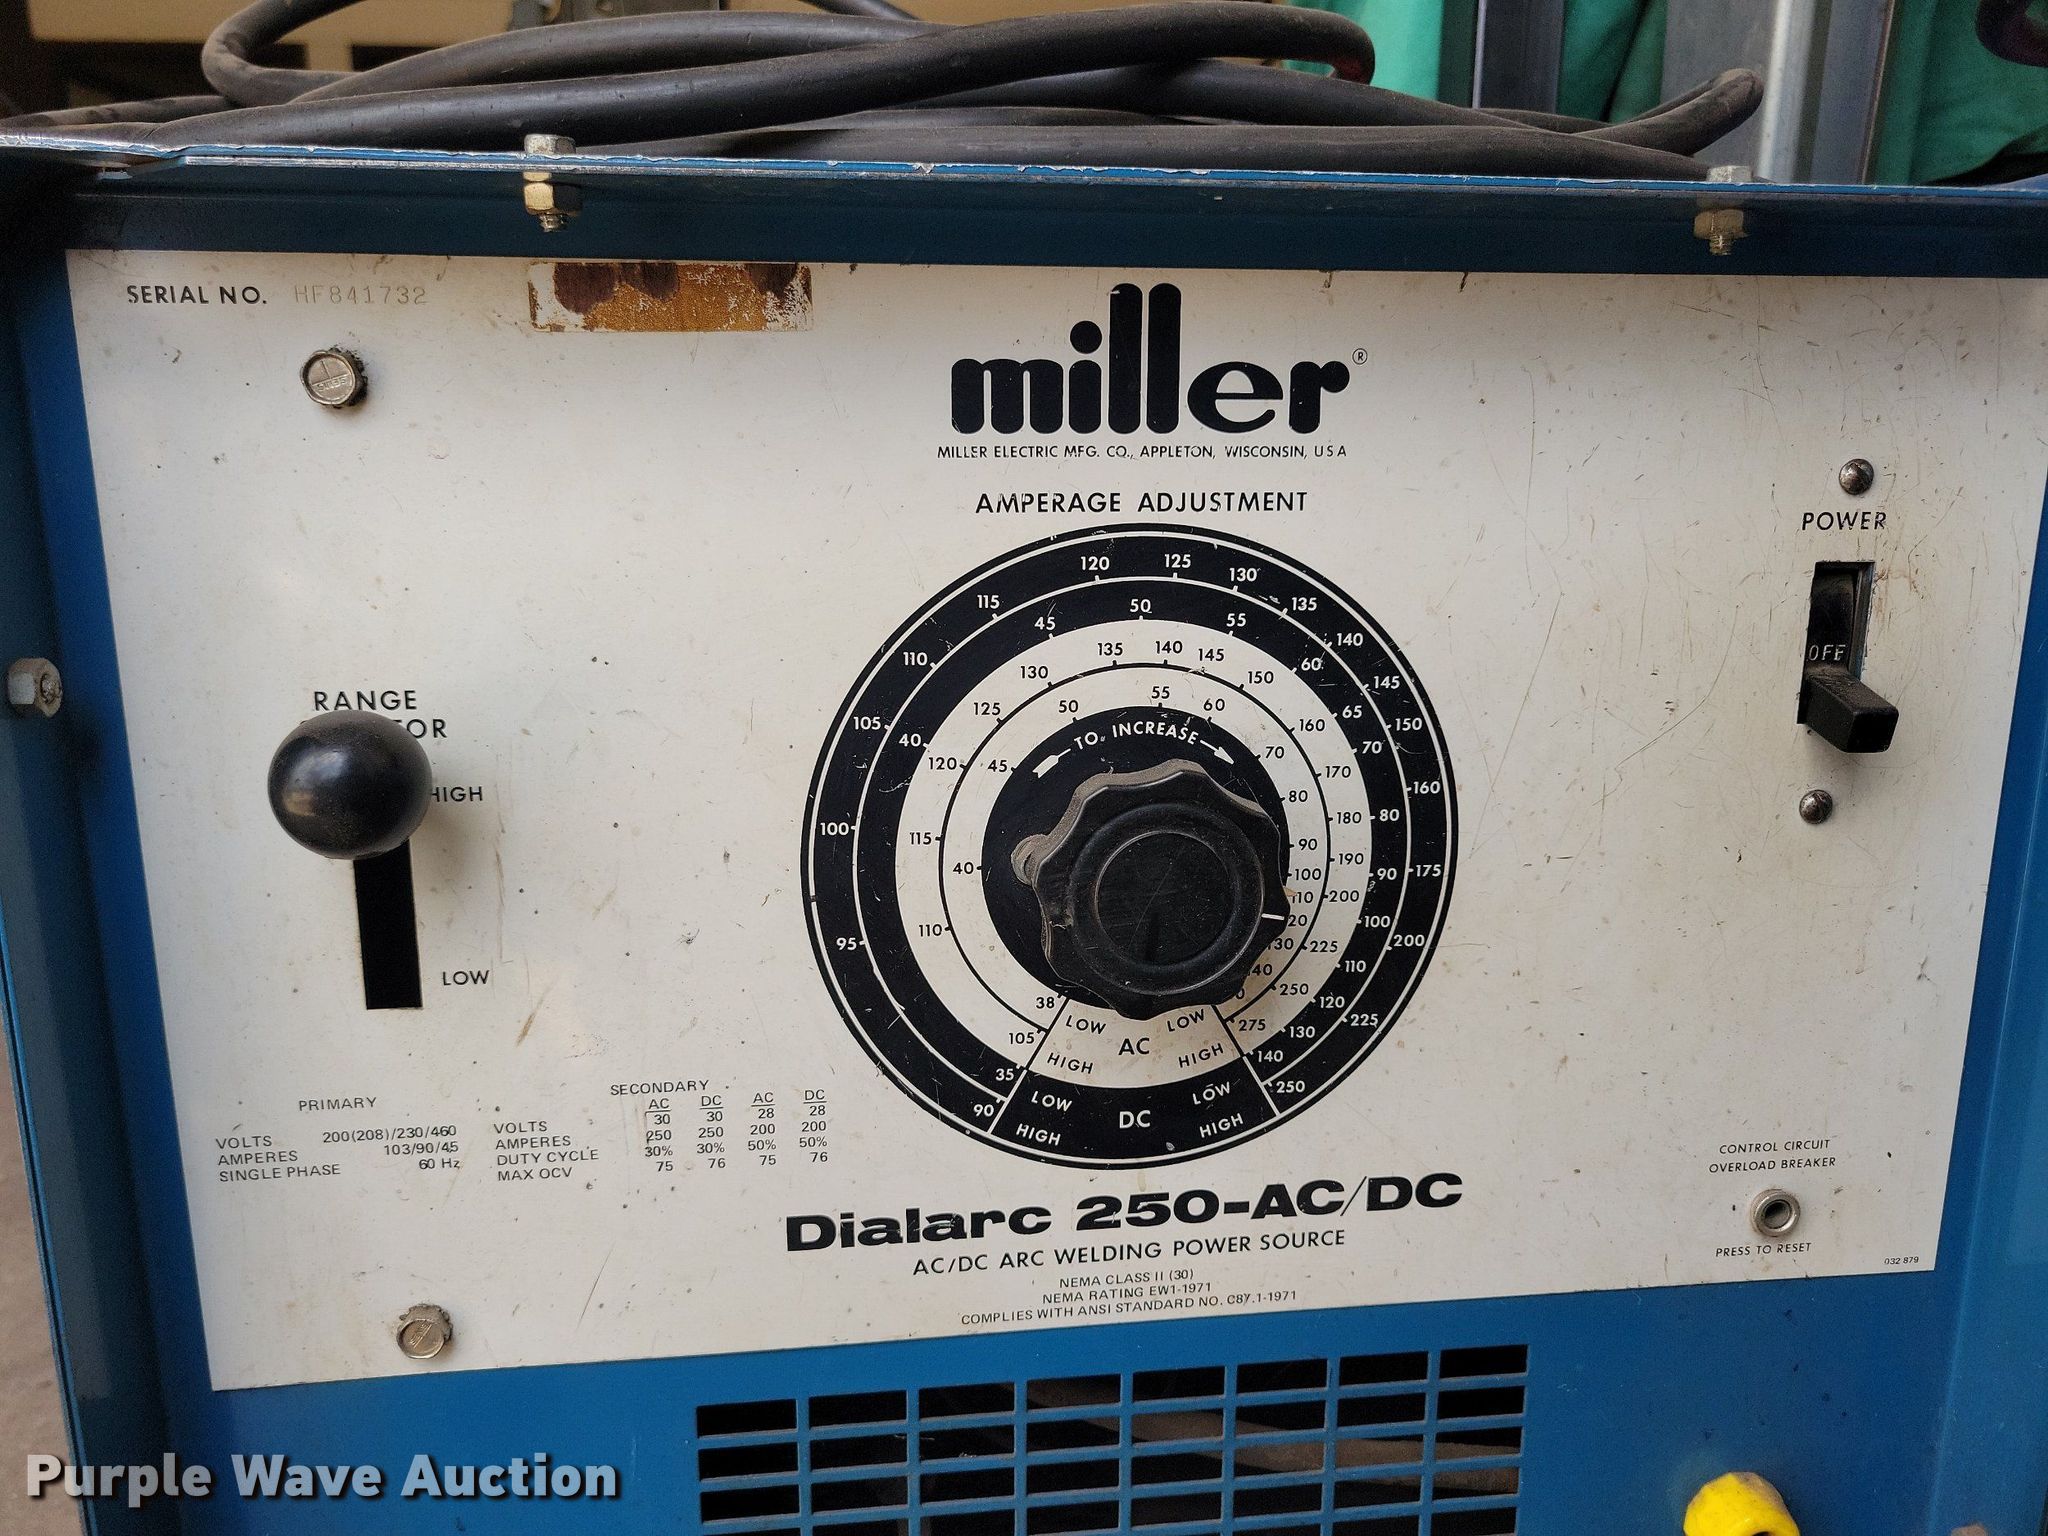 SERIAL NO. HF841732
miller®
MILLER ELECTRIC MFG. CO., APPLETON, WISCONSIN, USA
AMPERAGE ADJUSTMENT
POWER
OFF
RANGE
HIGH
LOW
120 125 130 135 140 145 150 160 175 200 225 250
115 110 105 100 95 90
50 55 60 65 70 80 90 100 110 120 130 140
45 40 35
135 140 145 150 160 170 180 190 200 225 250 275
130 125 120 115 110 105
55 60 70 80 90 100
50 45 40 38
TO INCREASE
LOW AC LOW
HIGH HIGH
LOW DC LOW
HIGH HIGH
PRIMARY
VOLTS 200(208)/230/460
AMPERES 103/90/45
SINGLE PHASE 60 Hz
SECONDARY
AC DC AC DC
VOLTS 30 30 28 28
AMPERES 250 250 200 200
DUTY CYCLE 30% 30% 50% 50%
MAX OCV 75 76 75 76
Dialarc 250-AC/DC
AC/DC ARC WELDING POWER SOURCE
NEMA CLASS II (30)
NEMA RATING EW1-1971
COMPLIES WITH ANSI STANDARD NO. C87.1-1971
CONTROL CIRCUIT
OVERLOAD BREAKER
PRESS TO RESET
032 879
Purple Wave Auction